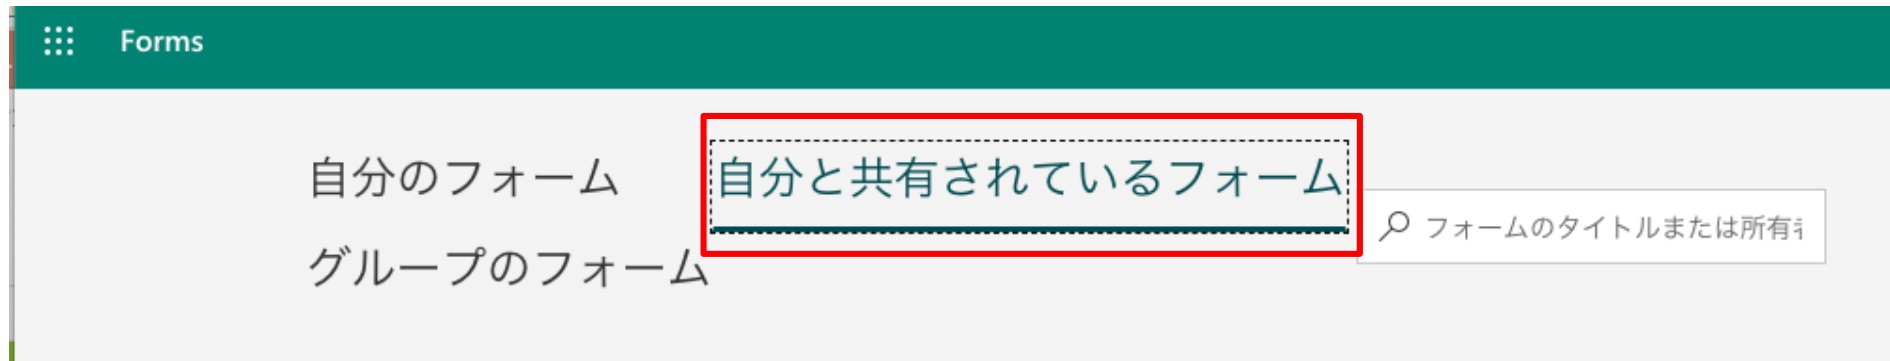 Forms
自分のフォーム
自分と共有されているフォーム
グループのフォーム
フォームのタイトルまたは所有